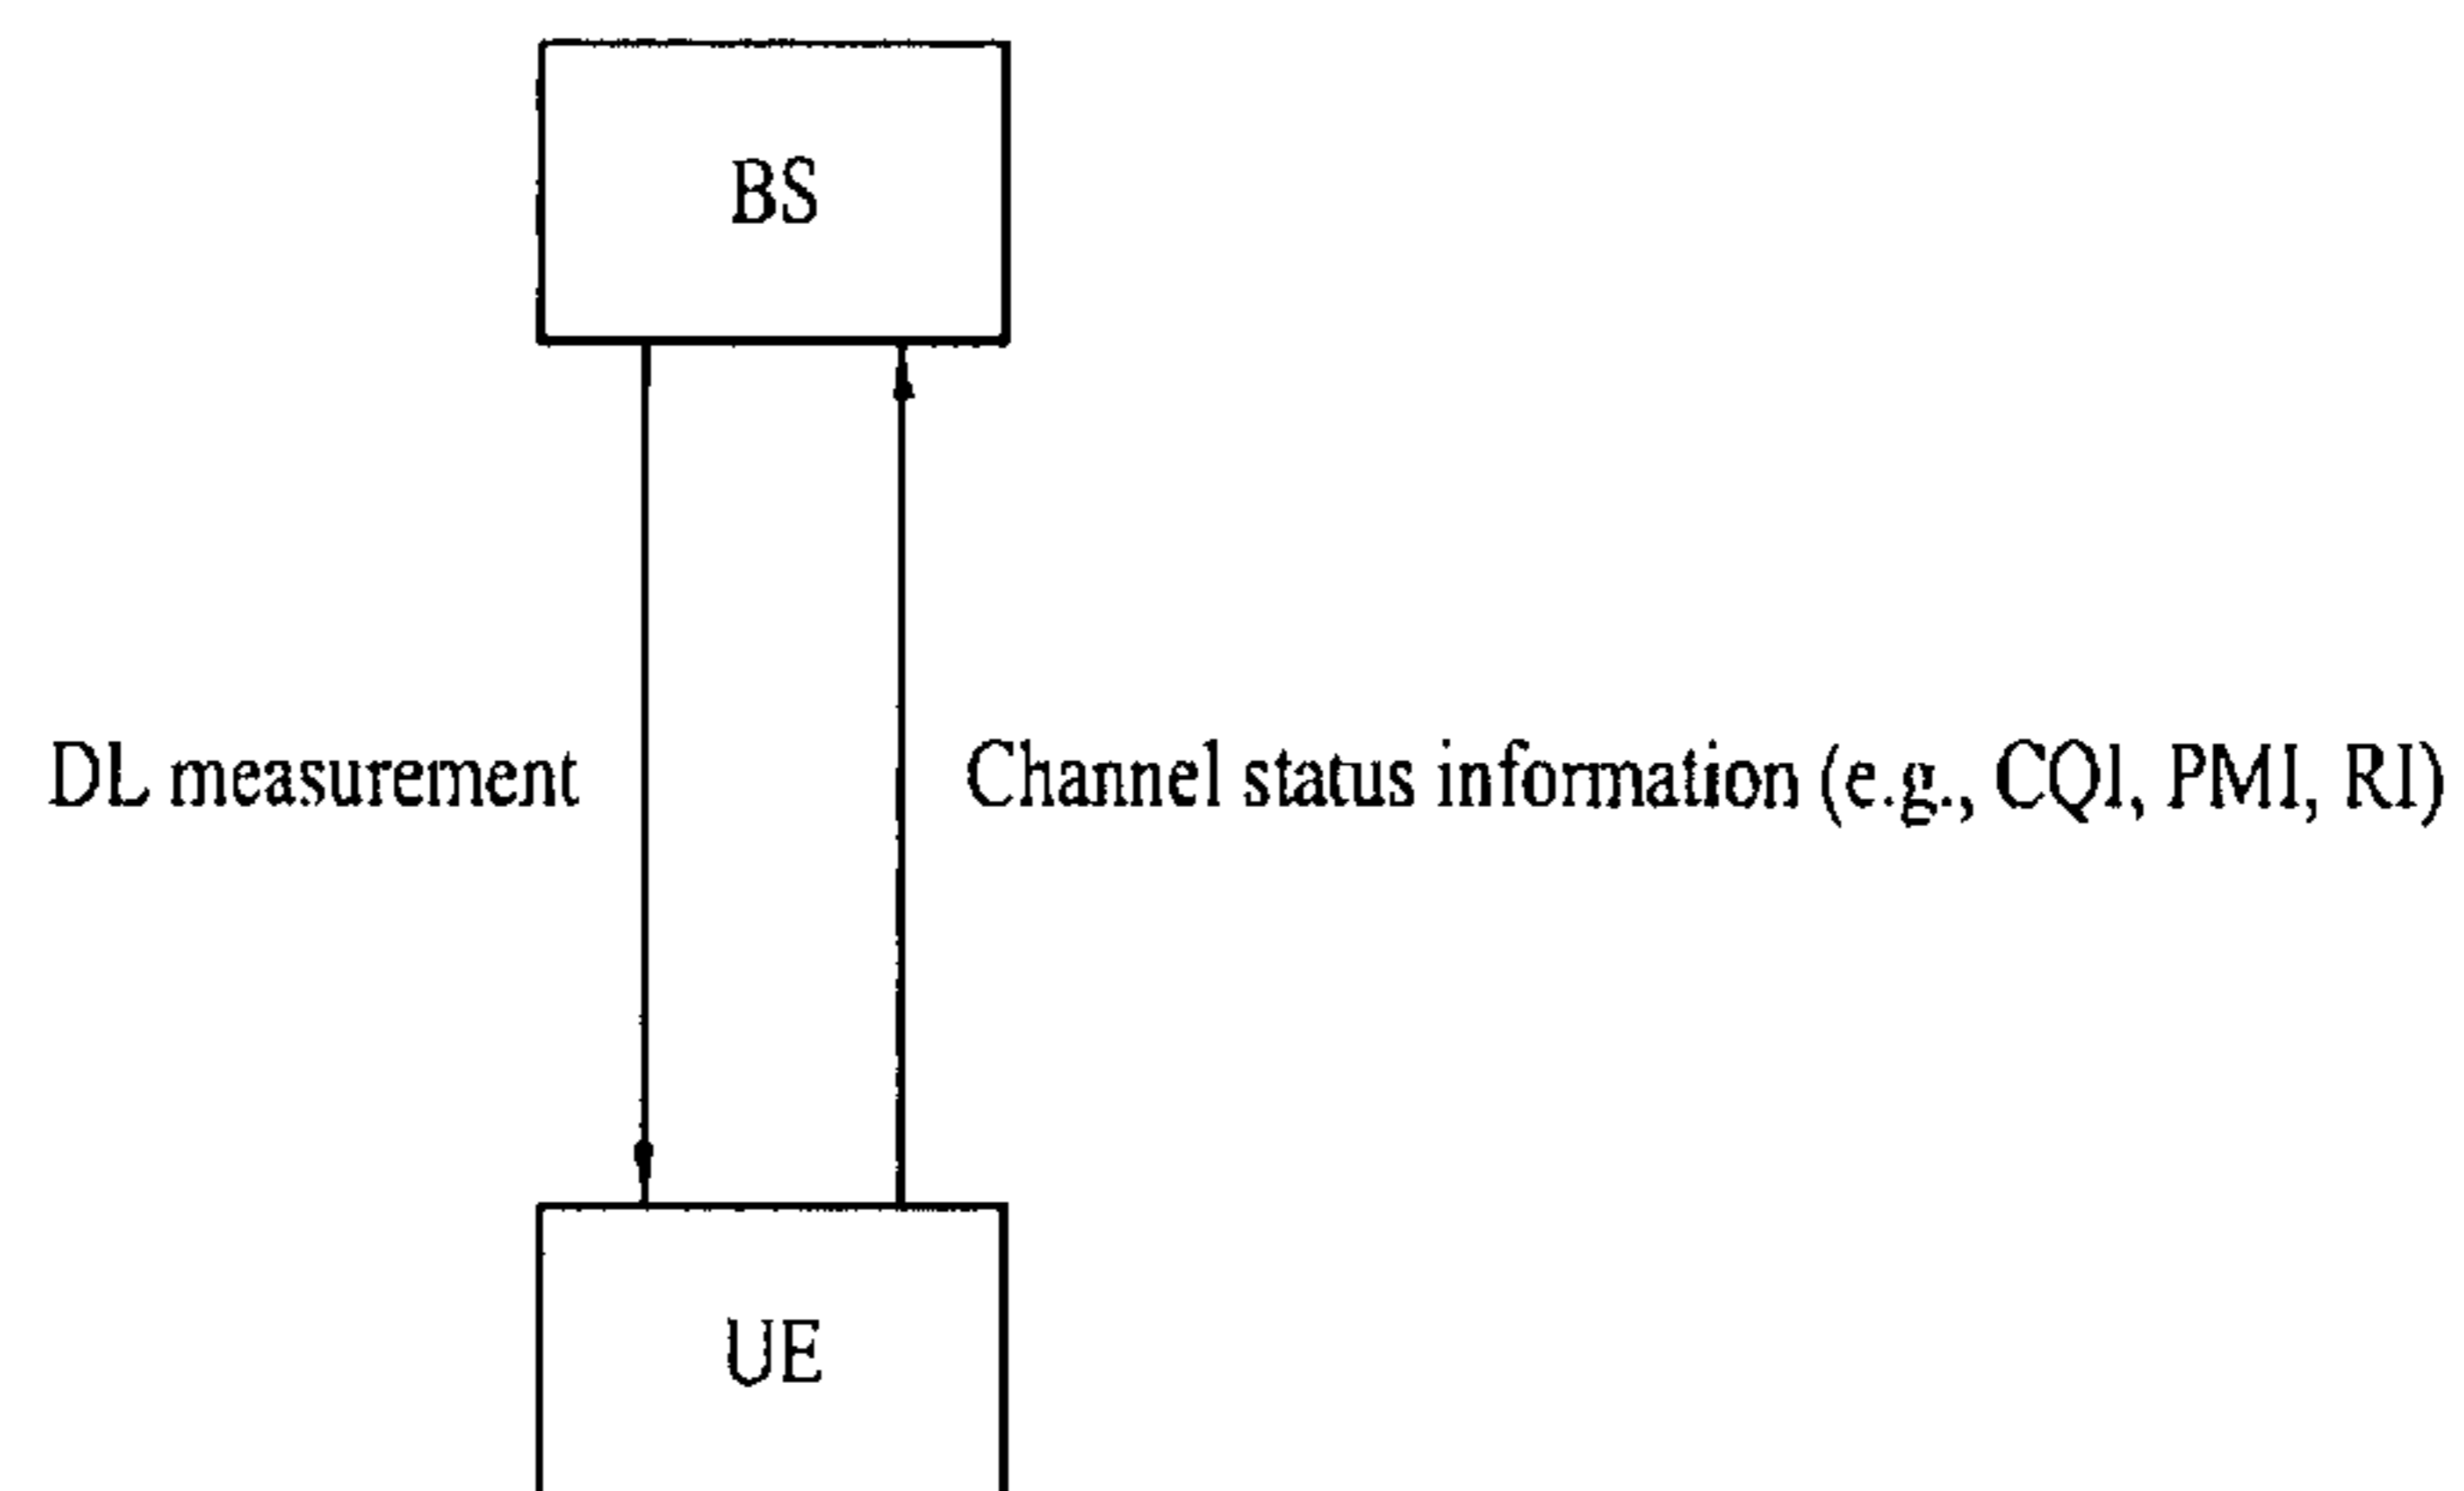 BS
DL measurement
Channel status information (e.g., CQI, PMI, RI)
UE